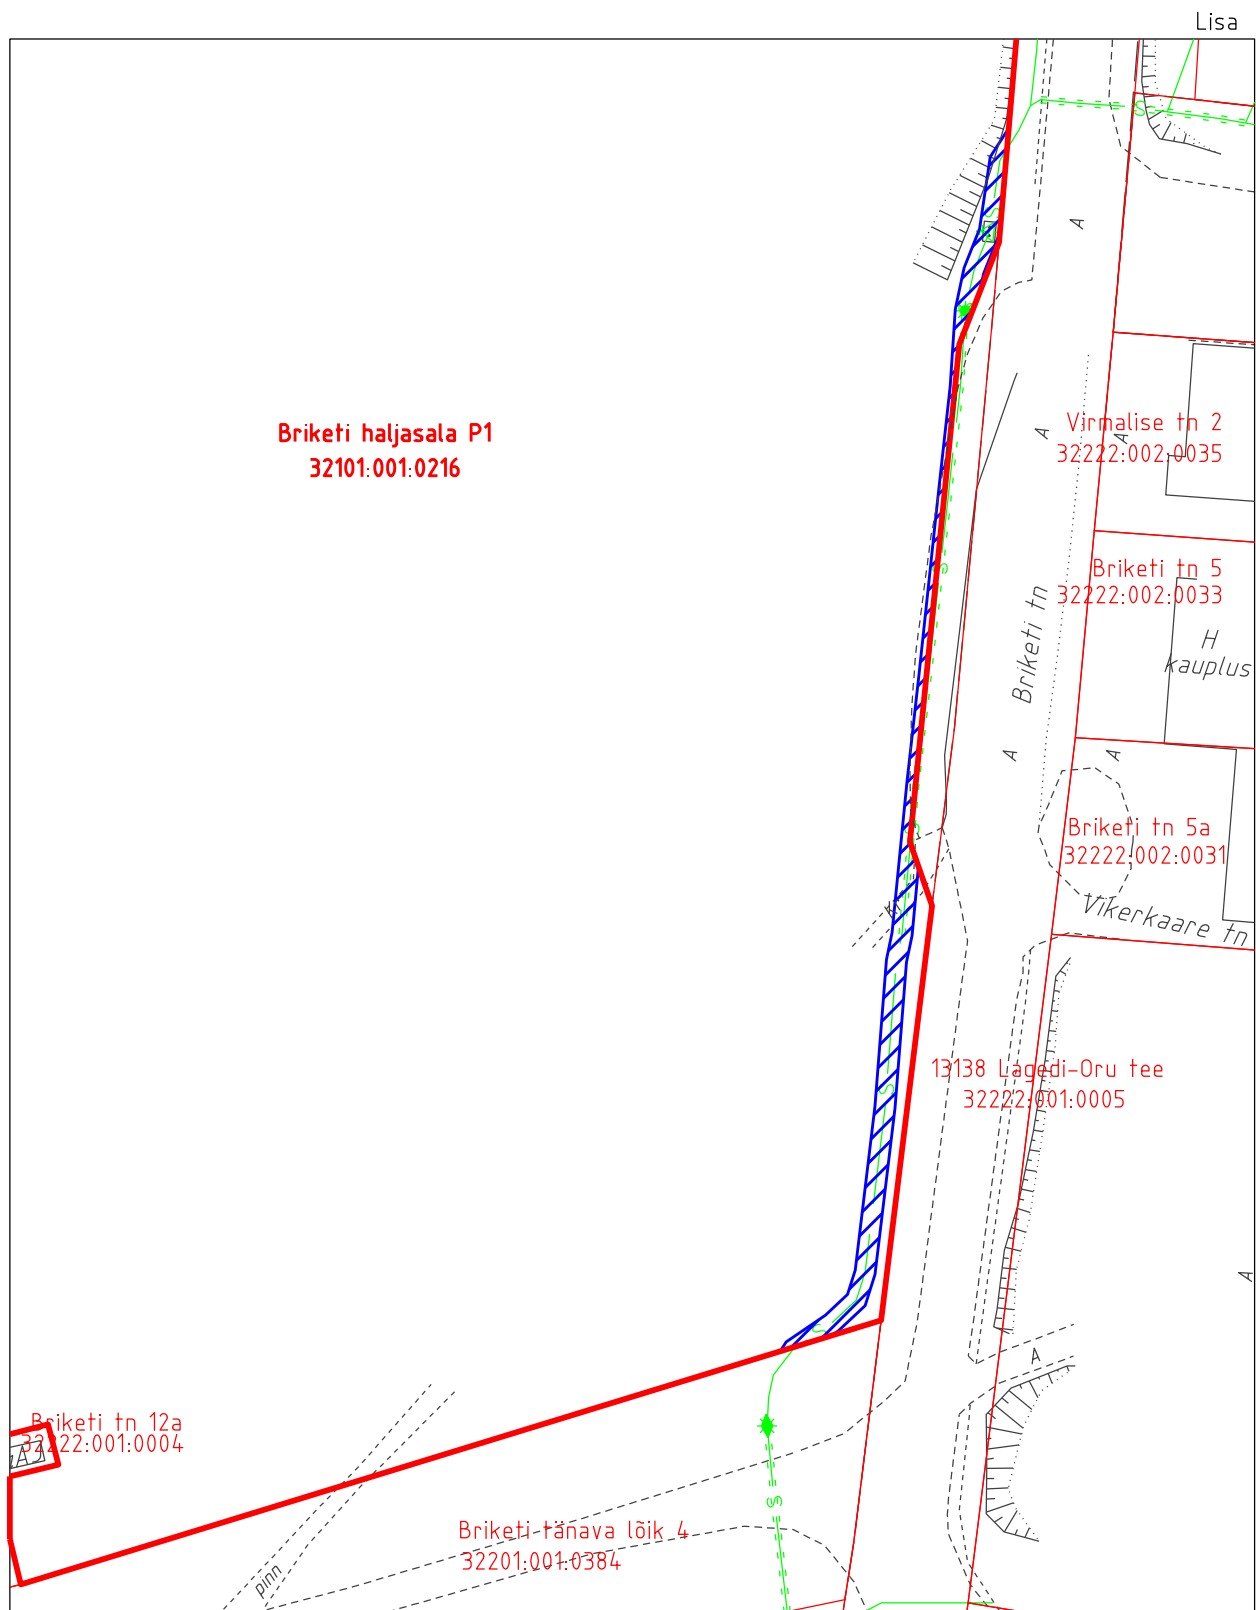 Lisa
A
Virmalise tn 2
32222:002:0035
A
A
Briketi haljasala P1
32101:001:0216
Briketi tn 5
32222:002:0033
Briketi tn
H
kauplus
A
A
Briketi tn 5a
32222:002:0031
Vikerkaare tn
13138 Lagedi-Oru tee
32222:001:0005
A
A
Briketi tn 12a
32222:001:0004
Briketi tänava lõik 4
32201:001:0384
pinn
S
S
S
S
S